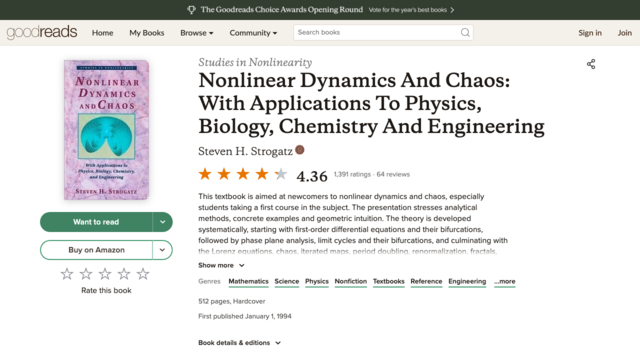 The Goodreads Choice Awards Opening Round Vote for the year's best books
goodreads Home My Books Browse Community Search books Sign in Join
Studies in Nonlinearity
Nonlinear Dynamics And Chaos:
With Applications To Physics,
Biology, Chemistry And Engineering
Steven H. Strogatz
4.36 1,391 ratings · 64 reviews
This textbook is aimed at newcomers to nonlinear dynamics and chaos, especially
students taking a first course in the subject. The presentation stresses analytical
methods, concrete examples and geometric intuition. The theory is developed
systematically, starting with first-order differential equations and their bifurcations,
followed by phase plane analysis, limit cycles and their bifurcations, and culminating with
the Lorenz equations, chaos, iterated maps, period doubling, renormalization, fractals,
Show more
Genres Mathematics Science Physics Nonfiction Textbooks Reference Engineering ...more
512 pages, Hardcover
First published January 1, 1994
Book details & editions
STUDIES IN NONLINEARITY
NONLINEAR
DYNAMICS
AND CHAOS
With Applications to
Physics, Biology, Chemistry,
and Engineering
STEVEN H. STROGATZ
Want to read
Buy on Amazon
Rate this book